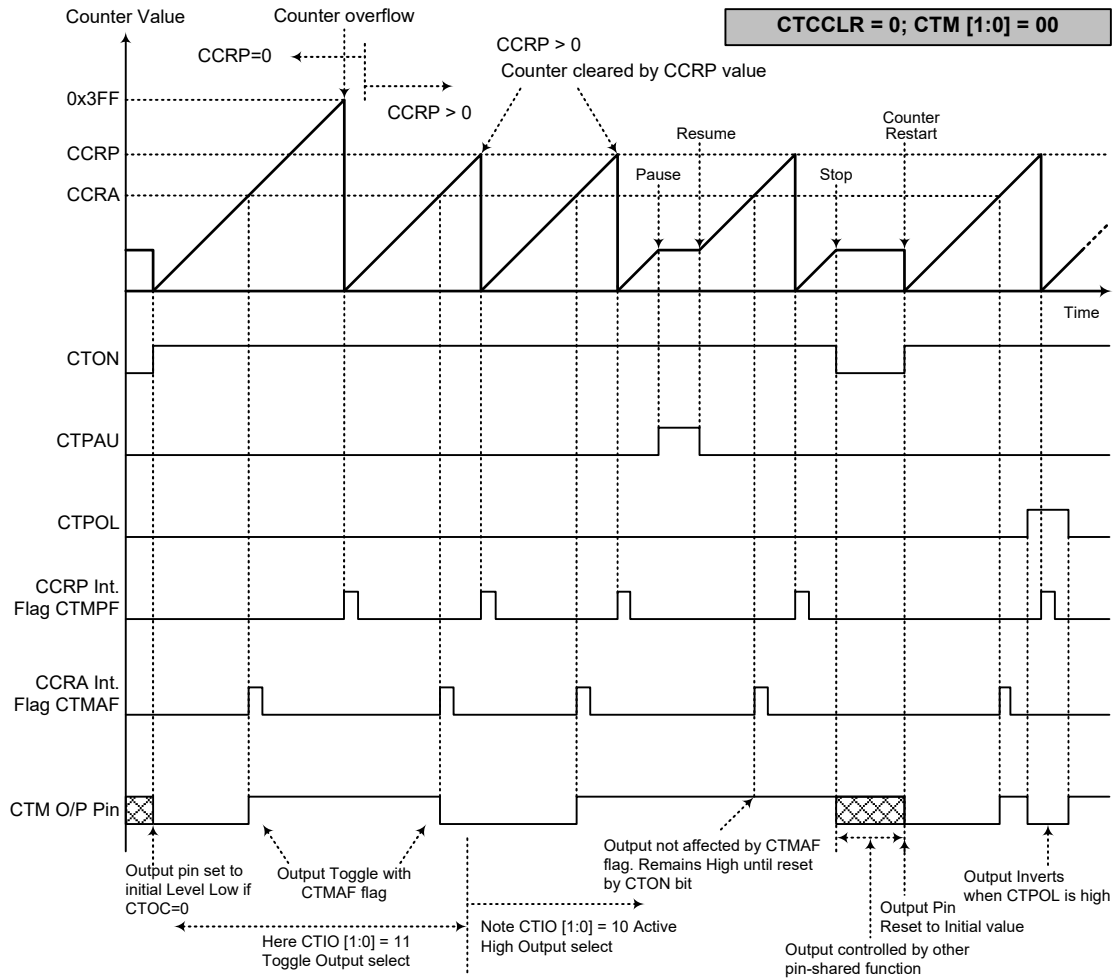 Counter Value
Counter overflow
CTCCLR = 0; CTM [1:0] = 00
CCRP=0
CCRP > 0
CCRP > 0
Counter cleared by CCRP value
0x3FF
CCRP
CCRA
Pause
Resume
Stop
Counter
Restart
Time
CTON
CTPAU
CTPOL
CCRP Int.
Flag CTMPF
CCRA Int.
Flag CTMAF
CTM O/P Pin
Output pin set to
initial Level Low if
CTOC=0
Output Toggle with
CTMAF flag
Here CTIO [1:0] = 11
Toggle Output select
Note CTIO [1:0] = 10 Active
High Output select
Output not affected by CTMAF
flag. Remains High until reset
by CTON bit
Output controlled by other
pin-shared function
Output Pin
Reset to Initial value
Output Inverts
when CTPOL is high